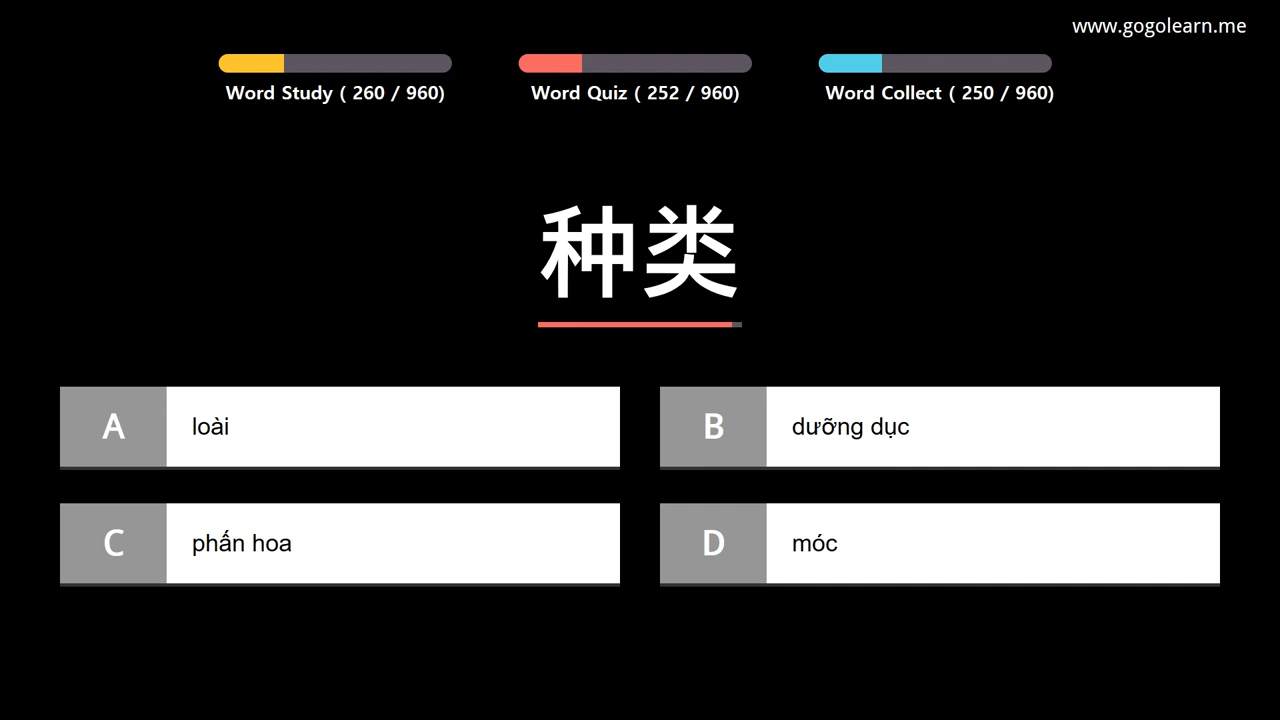 www.gogolearn.me
Word Study ( 260 / 960)
Word Quiz ( 252 / 960)
Word Collect ( 250 / 960)
种类
A loài
B dưỡng dục
C phấn hoa
D móc